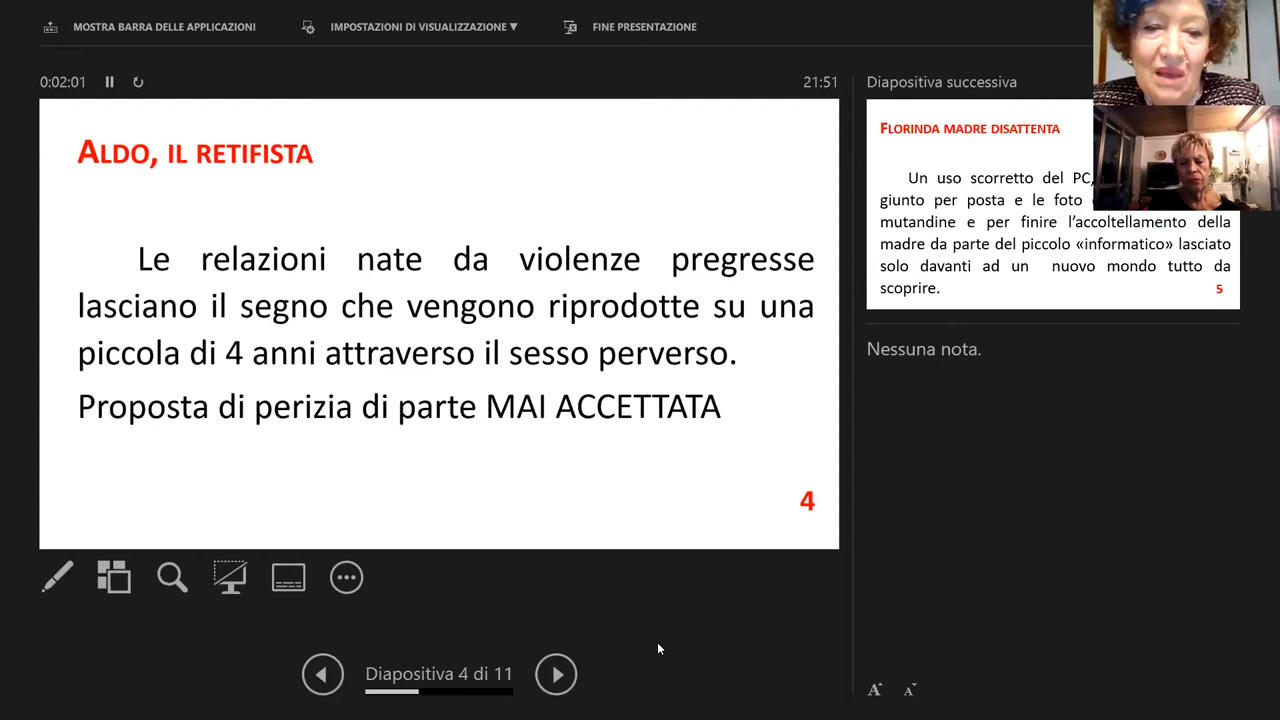 MOSTRA BARRA DELLE APPLICAZIONI
IMPOSTAZIONI DI VISUALIZZAZIONE ▼
FINE PRESENTAZIONE
0:02:01
21:51
ALDO, IL RETIFISTA
Le relazioni nate da violenze pregresse
lasciano il segno che vengono riprodotte su una
piccola di 4 anni attraverso il sesso perverso.
Proposta di perizia di parte MAI ACCETTATA
4
Diapositiva 4 di 11
Diapositiva successiva
FLORINDA MADRE DISATTENTA
Un uso scorretto del PC,
giunto per posta e le foto
mutandine e per finire l'accoltellamento della
madre da parte del piccolo «informatico» lasciato
solo davanti ad un nuovo mondo tutto da
scoprire.
5
Nessuna nota.
A A